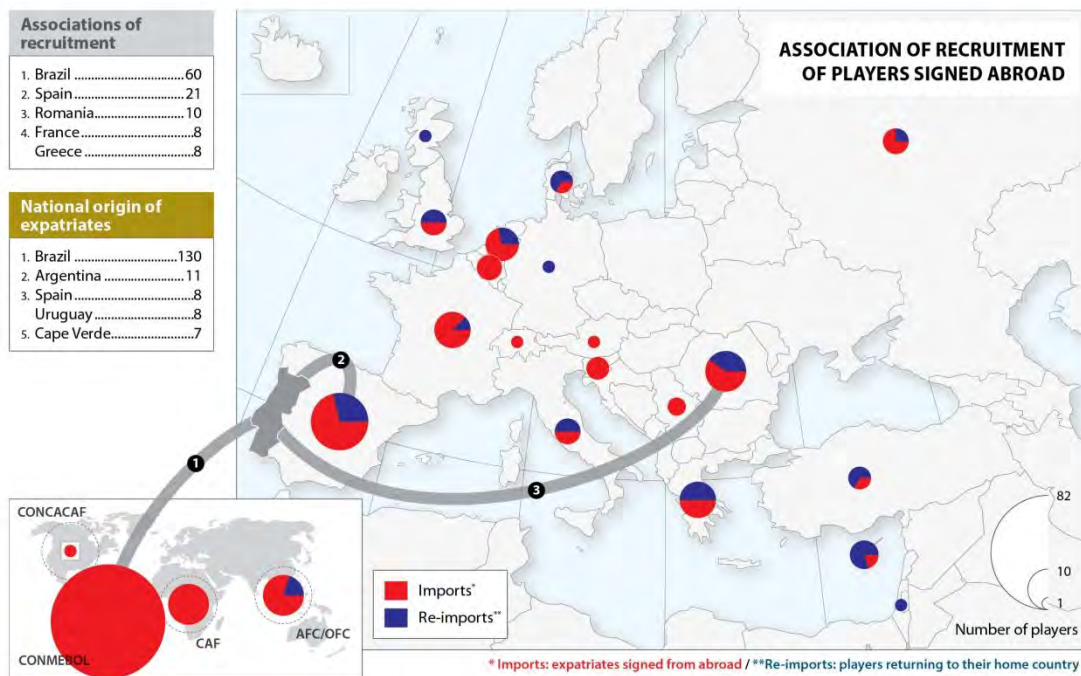 Associations of
recruitment
1. Brazil ............................60
2. Spain ............................21
3. Romania .......................10
4. France ............................8
Greece ............................8
National origin of
expatriates
1. Brazil ..........................130
2. Argentina .....................11
3. Spain ..............................8
Uruguay .........................8
5. Cape Verde.....................7
ASSOCIATION OF RECRUITMENT
OF PLAYERS SIGNED ABROAD
2
1
3
CONCACAF
CONMEBOL
CAF
AFC/OFC
Imports*
Re-imports**
82
10
1
Number of players
* Imports: expatriates signed from abroad / **Re-imports: players returning to their home country